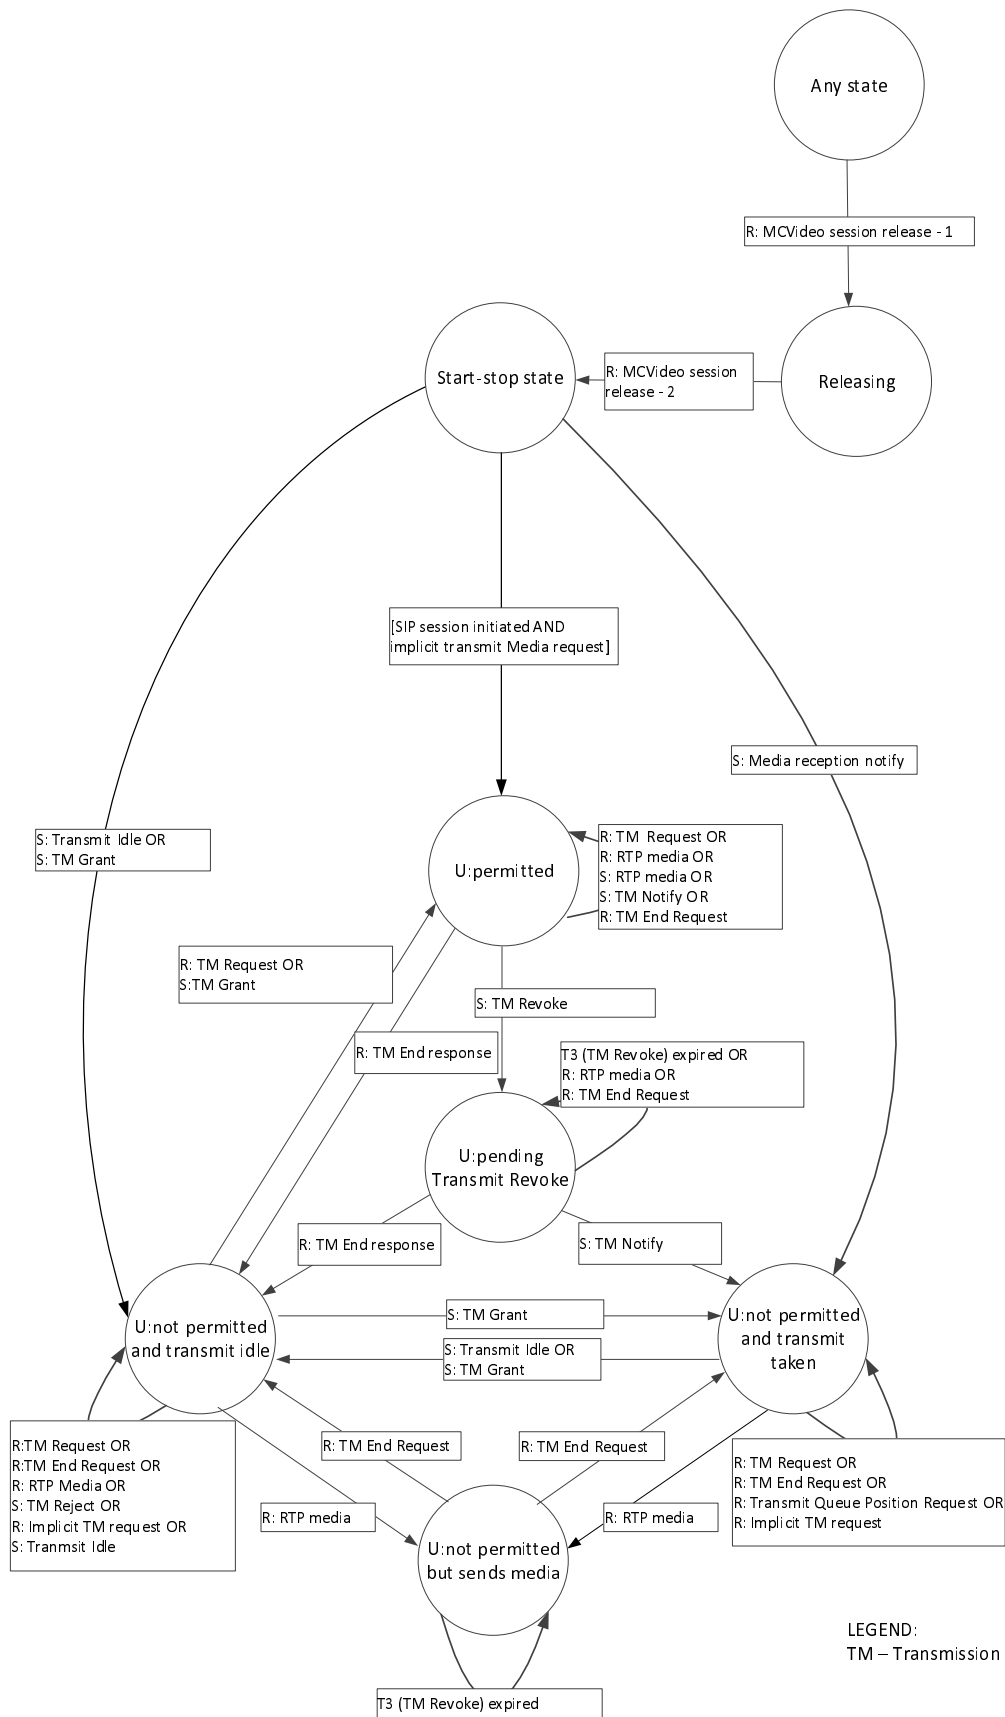 Any state
R: MCVideo session release - 1
Start-stop state
R: MCVideo session
release - 2
Releasing
[SIP session initiated AND
implicit transmit Media request]
S: Media reception notify
S: Transmit Idle OR
S: TM Grant
U:permitted
R: TM Request OR
R: RTP media OR
S: RTP media OR
S: TM Notify OR
R: TM End Request
R: TM Request OR
S:TM Grant
S: TM Revoke
R: TM End response
T3 (TM Revoke) expired OR
R: RTP media OR
R: TM End Request
U:pending
Transmit Revoke
R: TM End response
S: TM Notify
U:not permitted
and transmit idle
S: TM Grant
S: Transmit Idle OR
S: TM Grant
U:not permitted
and transmit
taken
R:TM Request OR
R:TM End Request OR
R: RTP Media OR
S: TM Reject OR
R: Implicit TM request OR
S: Tranmsit Idle
R: TM End Request
R: TM End Request
R: TM Request OR
R: TM End Request OR
R: Transmit Queue Position Request OR
R: Implicit TM request
R: RTP media
R: RTP media
U:not permitted
but sends media
T3 (TM Revoke) expired
LEGEND:
TM – Transmission